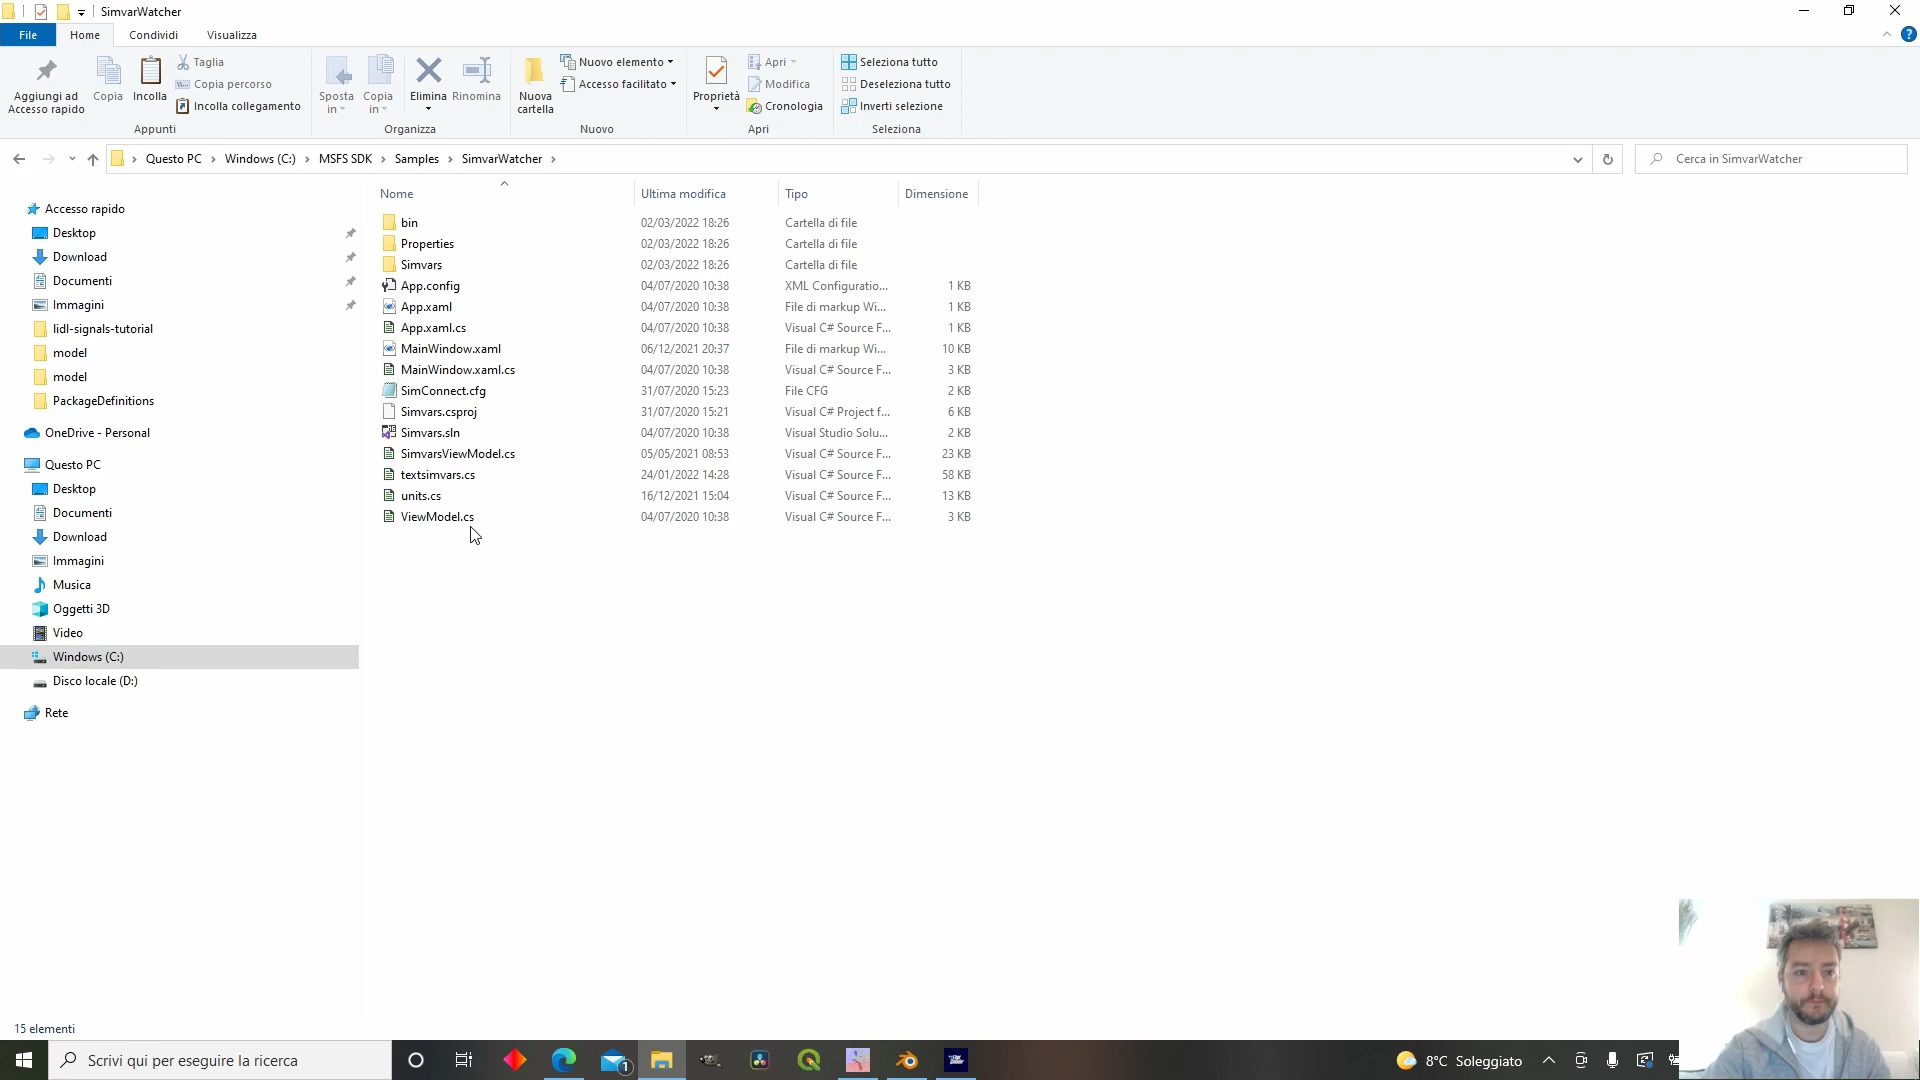 SimvarWatcher
File
Home
Condividi
Visualizza
Aggiungi ad
Accesso rapido
Copia
Incolla
Taglia
Copia percorso
Incolla collegamento
Appunti
Sposta
in
Copia
in
Elimina
Rinomina
Organizza
Nuova
cartella
Nuovo elemento
Accesso facilitato
Nuovo
Proprietà
Apri
Modifica
Cronologia
Apri
Seleziona tutto
Deseleziona tutto
Inverti selezione
Seleziona
Questo PC > Windows (C:) > MSFS SDK > Samples > SimvarWatcher >
Cerca in SimvarWatcher
Accesso rapido
Desktop
Download
Documenti
Immagini
lidl-signals-tutorial
model
model
PackageDefinitions
OneDrive - Personal
Questo PC
Desktop
Documenti
Download
Immagini
Musica
Oggetti 3D
Video
Windows (C:)
Disco locale (D:)
Rete
Nome Ultima modifica Tipo Dimensione
bin 02/03/2022 18:26 Cartella di file
Properties 02/03/2022 18:26 Cartella di file
Simvars 02/03/2022 18:26 Cartella di file
App.config 04/07/2020 10:38 XML Configuratio... 1 KB
App.xaml 04/07/2020 10:38 File di markup Wi... 1 KB
App.xaml.cs 04/07/2020 10:38 Visual C# Source F... 1 KB
MainWindow.xaml 06/12/2021 20:37 File di markup Wi... 10 KB
MainWindow.xaml.cs 04/07/2020 10:38 Visual C# Source F... 3 KB
SimConnect.cfg 31/07/2020 15:23 File CFG 2 KB
Simvars.csproj 31/07/2020 15:21 Visual C# Project f... 6 KB
Simvars.sln 04/07/2020 10:38 Visual Studio Solu... 2 KB
SimvarsViewModel.cs 05/05/2021 08:53 Visual C# Source F... 23 KB
textsimvars.cs 24/01/2022 14:28 Visual C# Source F... 58 KB
units.cs 16/12/2021 15:04 Visual C# Source F... 13 KB
ViewModel.cs 04/07/2020 10:38 Visual C# Source F... 3 KB
15 elementi
Scrivi qui per eseguire la ricerca
1
8°C Soleggiato